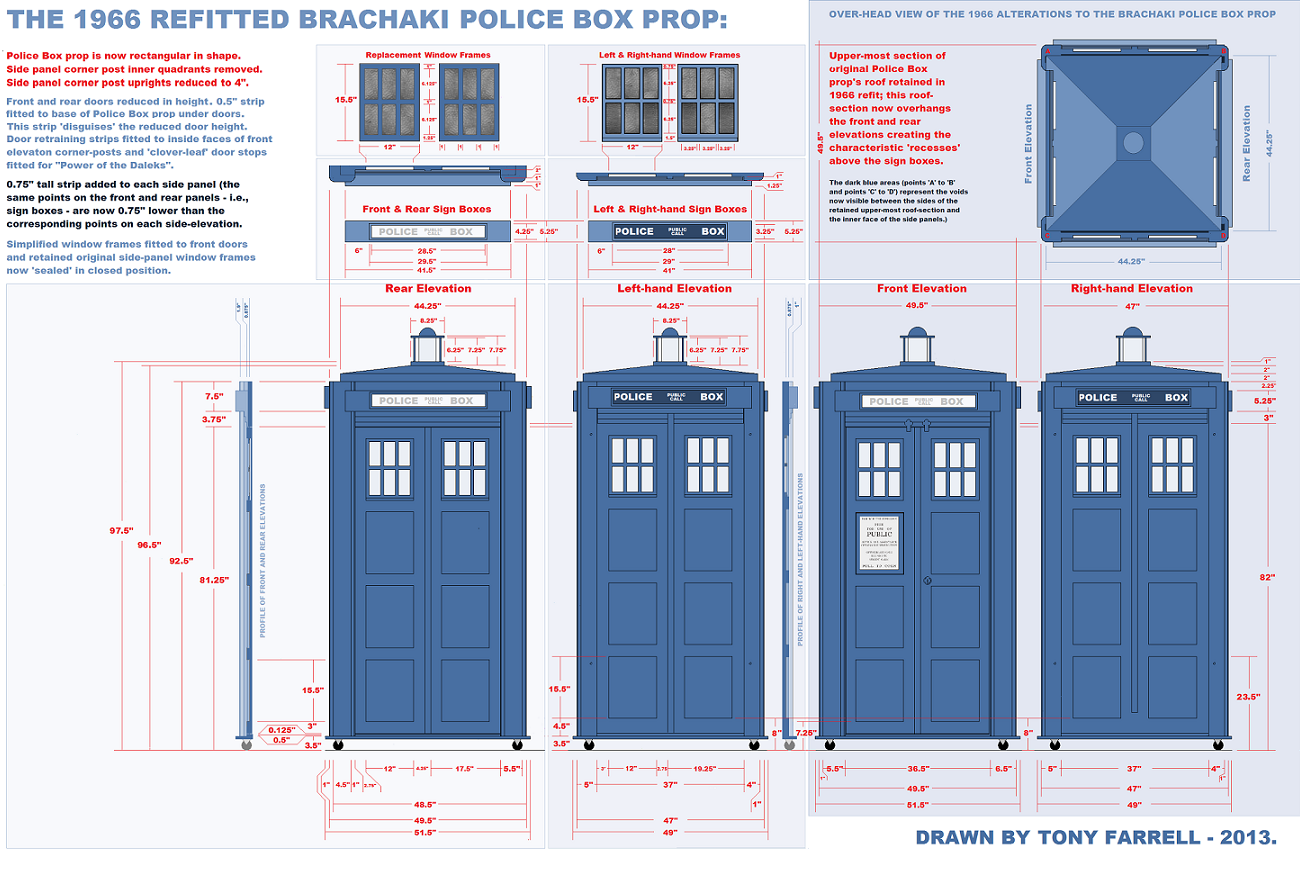 THE 1966 REFITTED BRACHAKI POLICE BOX PROP:
OVER-HEAD VIEW OF THE 1966 ALTERATIONS TO THE BRACHAKI POLICE BOX PROP
Police Box prop is now rectangular in shape.
Side panel corner post inner quadrants removed.
Side panel corner post uprights reduced to 4".
Front and rear doors reduced in height. 0.5" strip
fitted to base of Police Box prop under doors.
This strip 'disguises' the reduced door height.
Door retraining strips fitted to inside faces of front
elevaton corner-posts and 'clover-leaf' door stops
fitted for "Power of the Daleks".
0.75" tall strip added to each side panel (the
same points on the front and rear panels - i.e.,
sign boxes - are now 0.75" lower than the
corresponding points on each side-elevation.
Simplified window frames fitted to front doors
and retained original side-panel window frames
now 'sealed' in closed position.
Replacement Window Frames
15.5"
12"
Left & Right-hand Window Frames
15.5"
12"
Front & Rear Sign Boxes
POLICE PUBLIC CALL BOX
4.25" 5.25"
6" 28.5"
29.5"
41.5"
Left & Right-hand Sign Boxes
1.25"
POLICE PUBLIC CALL BOX
3.25" 5.25"
6" 28"
29"
41"
Upper-most section of
original Police Box
prop's roof retained in
1966 refit; this roof-
section now overhangs
the front and rear
elevations creating the
characteristic 'recesses'
above the sign boxes.
The dark blue areas (points 'A' to 'B'
and points 'C' to 'D') represent the voids
now visible between the sides of the
retained upper-most roof-section and
the inner face of the side panels.)
49.5"
Front Elevation
Rear Elevation
44.25"
44.25"
Rear Elevation
44.25"
8.25"
6.25" 7.25" 7.75"
POLICE PUBLIC CALL BOX
7.5"
3.75"
97.5"
96.5"
92.5"
81.25"
PROFILE OF FRONT AND REAR ELEVATIONS
15.5"
0.125"
0.5"
3"
3.5"
12" 4.25" 17.5" 5.5"
1" 4.5" 1" 2.75"
48.5"
49.5"
51.5"
Left-hand Elevation
44.25"
8.25"
6.25" 7.25" 7.75"
POLICE PUBLIC CALL BOX
PROFILE OF RIGHT AND LEFT-HAND ELEVATIONS
15.5"
4.5"
3.5"
8" 7.25"
2" 12" 2.75 19.25"
5" 37" 4"
1"
47"
49"
Front Elevation
49.5"
POLICE PUBLIC CALL BOX
PUBLIC
8"
5.5" 36.5" 6.5"
1"
49.5"
51.5"
Right-hand Elevation
47"
POLICE PUBLIC CALL BOX
1"
2"
2"
2.25"
5.25"
3"
82"
23.5"
5" 37" 4"
1"
47"
49"
DRAWN BY TONY FARRELL - 2013.